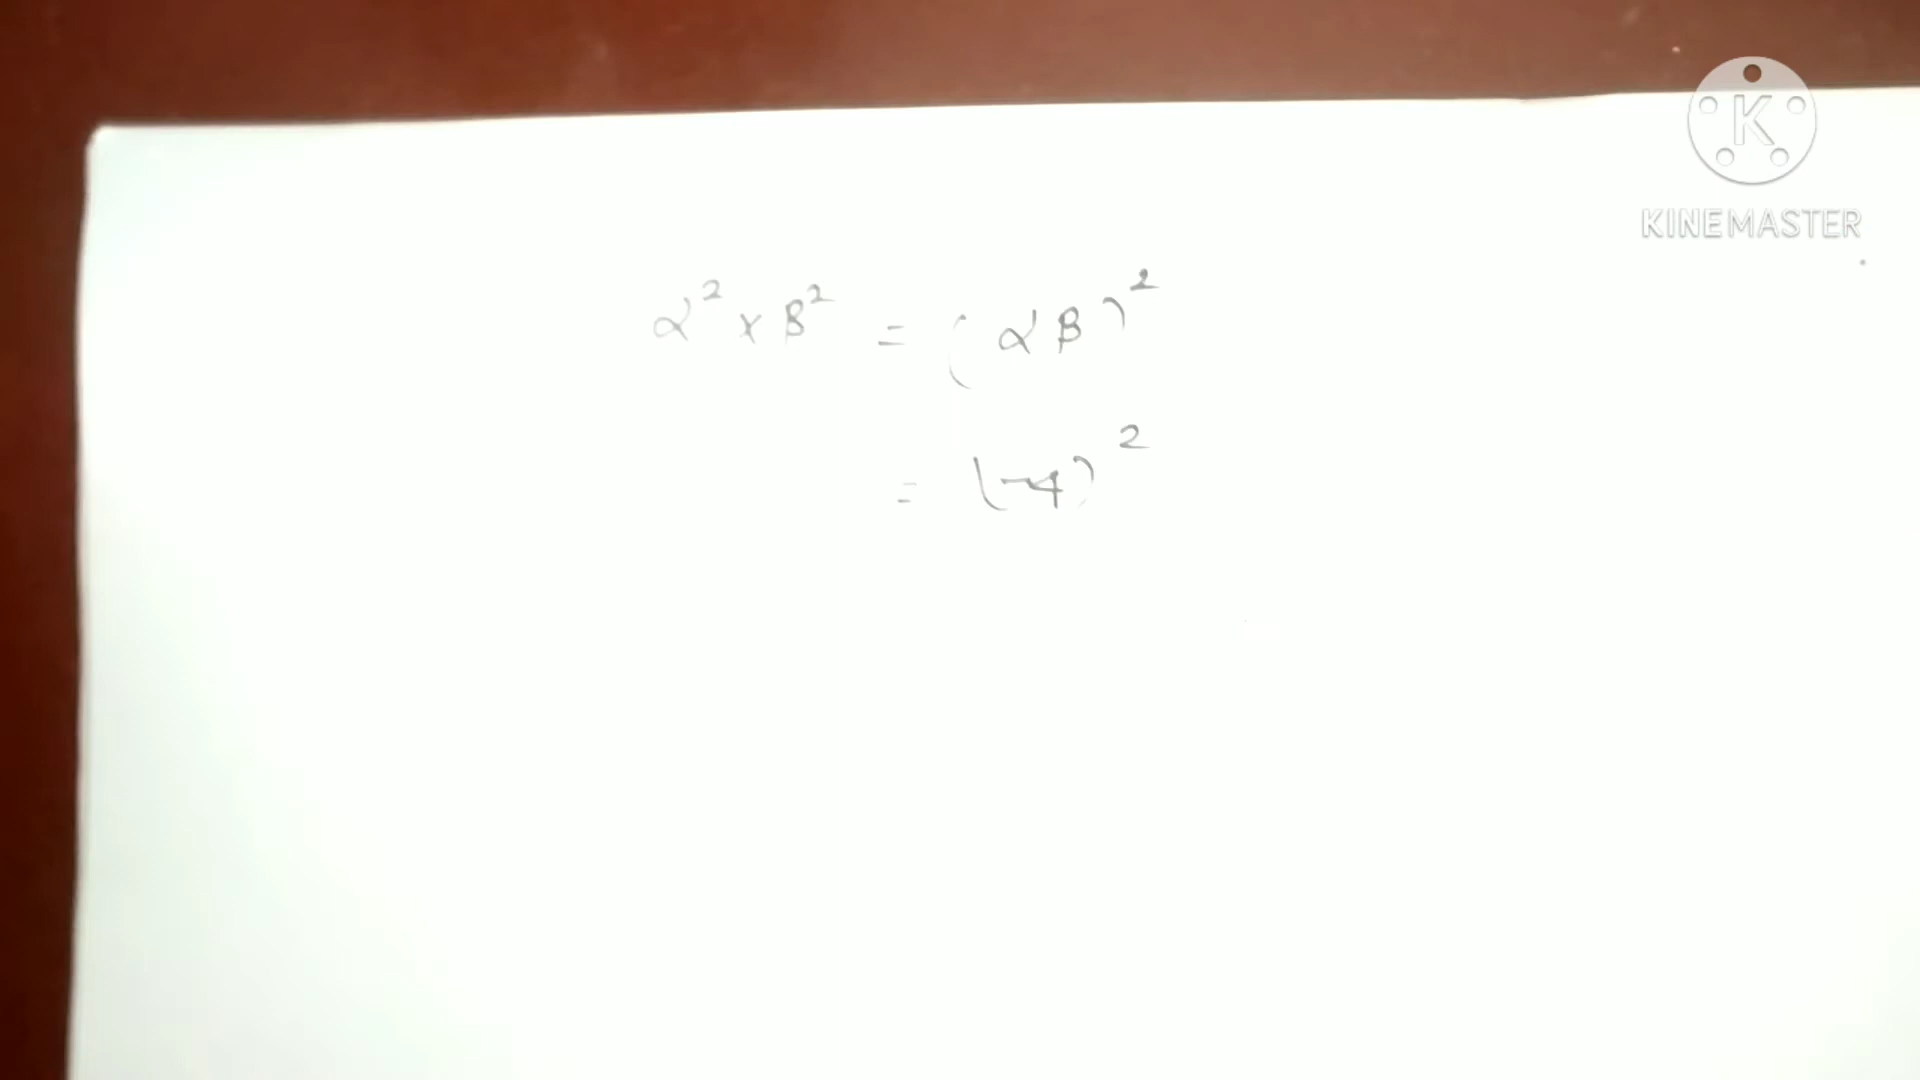 K
KINEMASTER
α² × β² = (αβ)²
= (-4)²